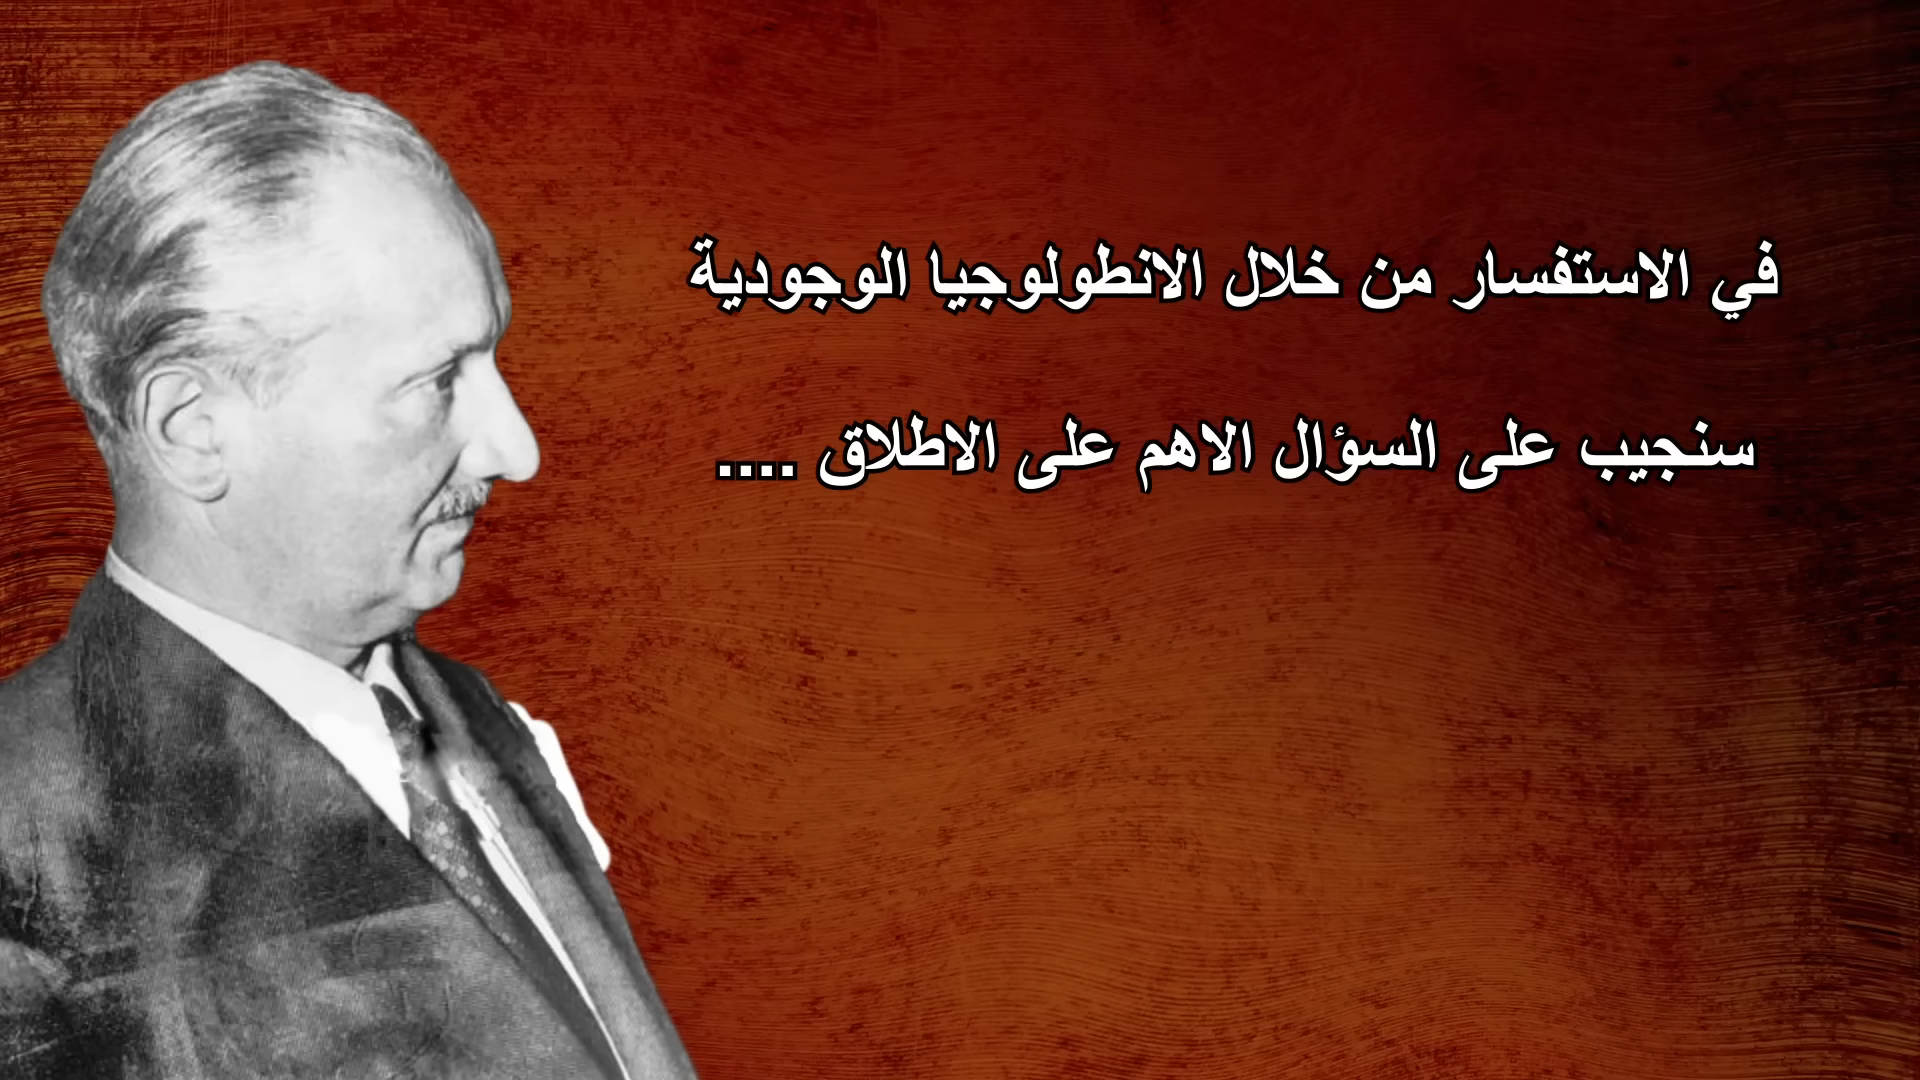 في الاستفسار من خلال الانطولوجيا الوجودية
سنجيب على السؤال الاهم على الاطلاق ....